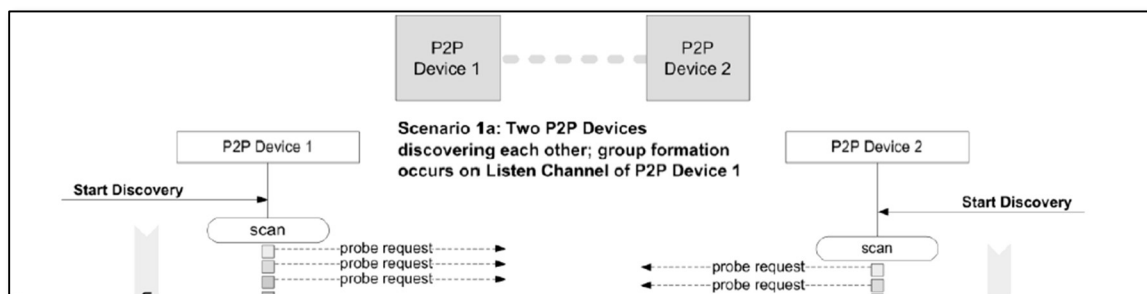 P2P
Device 1
P2P
Device 2
Scenario 1a: Two P2P Devices
discovering each other; group formation
occurs on Listen Channel of P2P Device 1
P2P Device 1
P2P Device 2
Start Discovery
Start Discovery
scan
scan
probe request
probe request
probe request
probe request
probe request